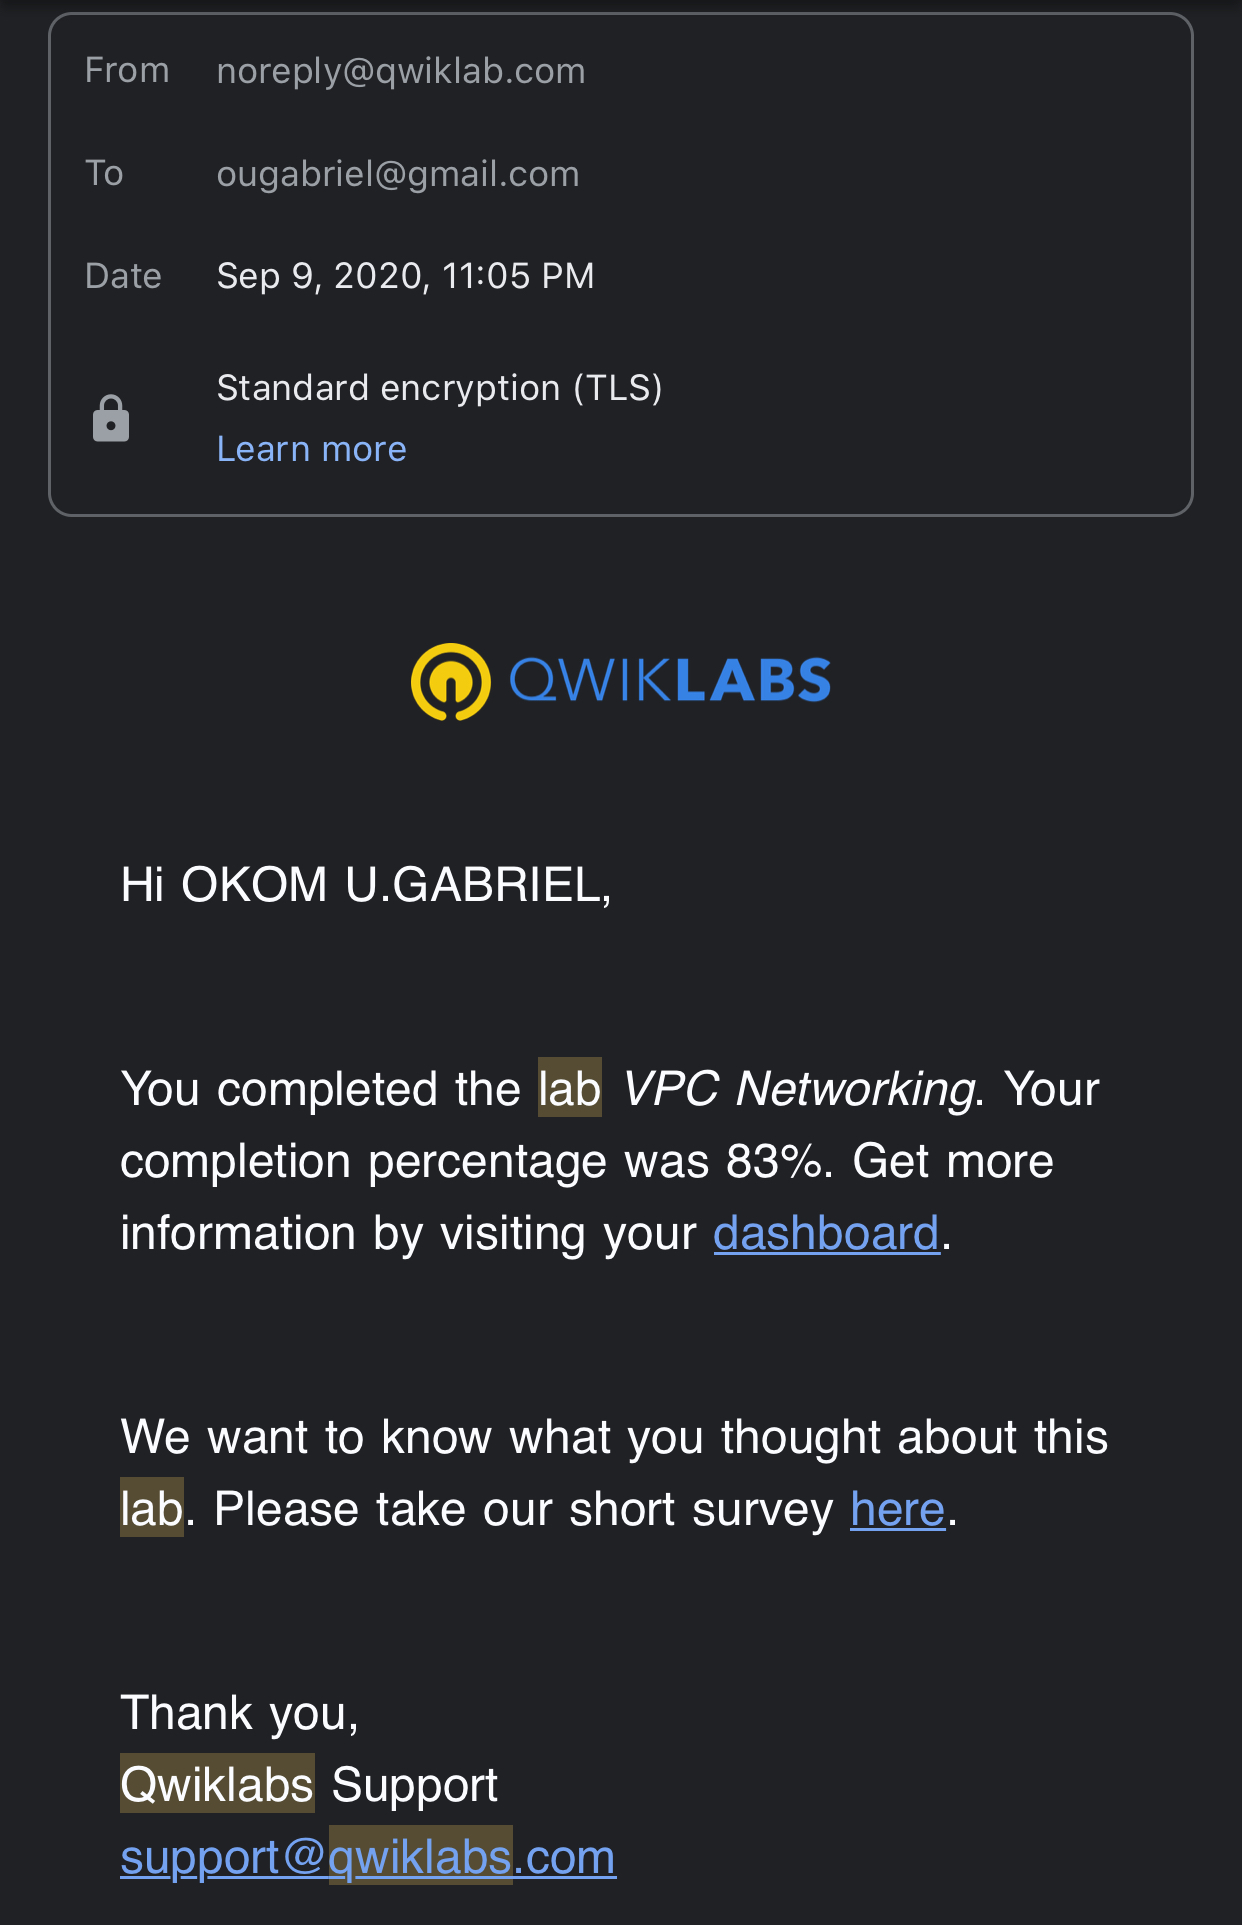 From noreply@qwiklab.com
To ougabriel@gmail.com
Date Sep 9, 2020, 11:05 PM
Standard encryption (TLS)
Learn more
QWIKLABS
Hi OKOM U.GABRIEL,
You completed the lab VPC Networking. Your
completion percentage was 83%. Get more
information by visiting your dashboard.
We want to know what you thought about this
lab. Please take our short survey here.
Thank you,
Qwiklabs Support
support@qwiklabs.com